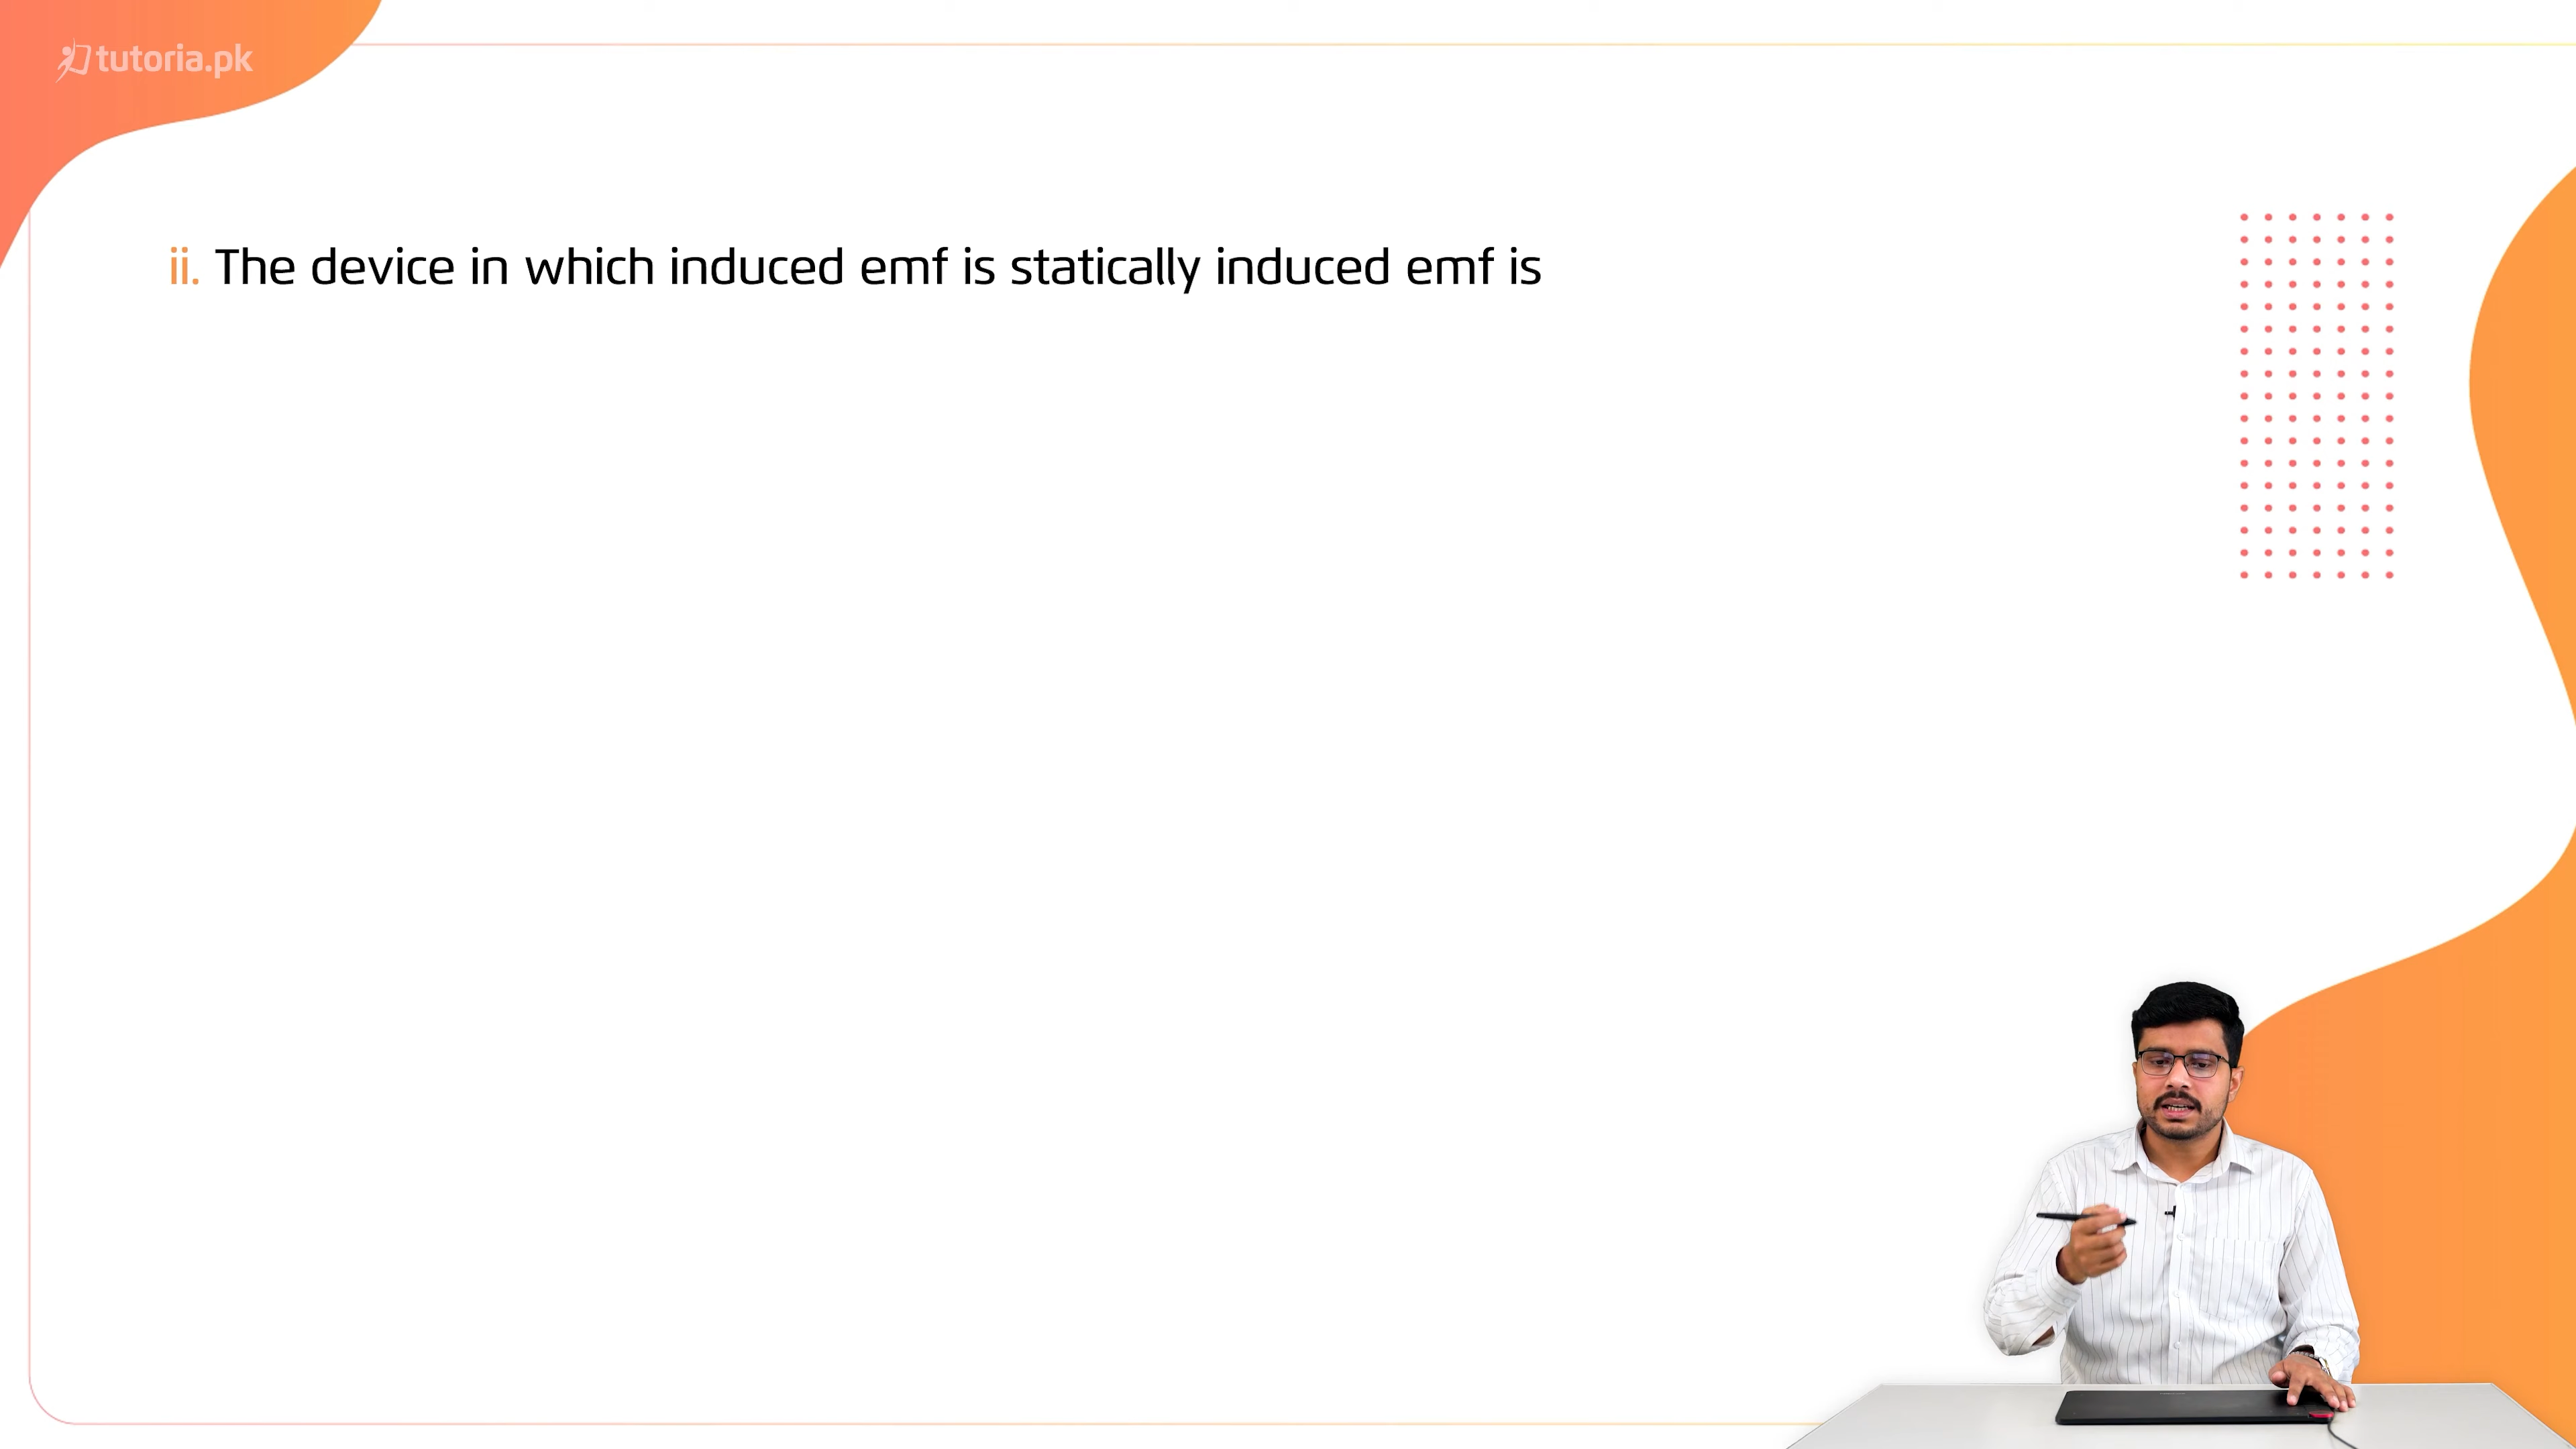 tutoria.pk
ii. The device in which induced emf is statically induced emf is